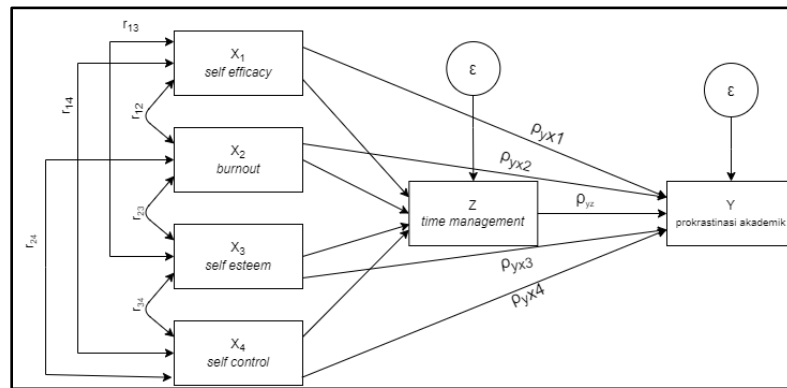 r13
r14
r12
r23
r24
r34
X1
self efficacy
X2
burnout
X3
self esteem
X4
self control
ε
Z
time management
ε
Y
prokrastinasi akademik
ρyx1
ρyx2
ρyz
ρyx3
ρyx4